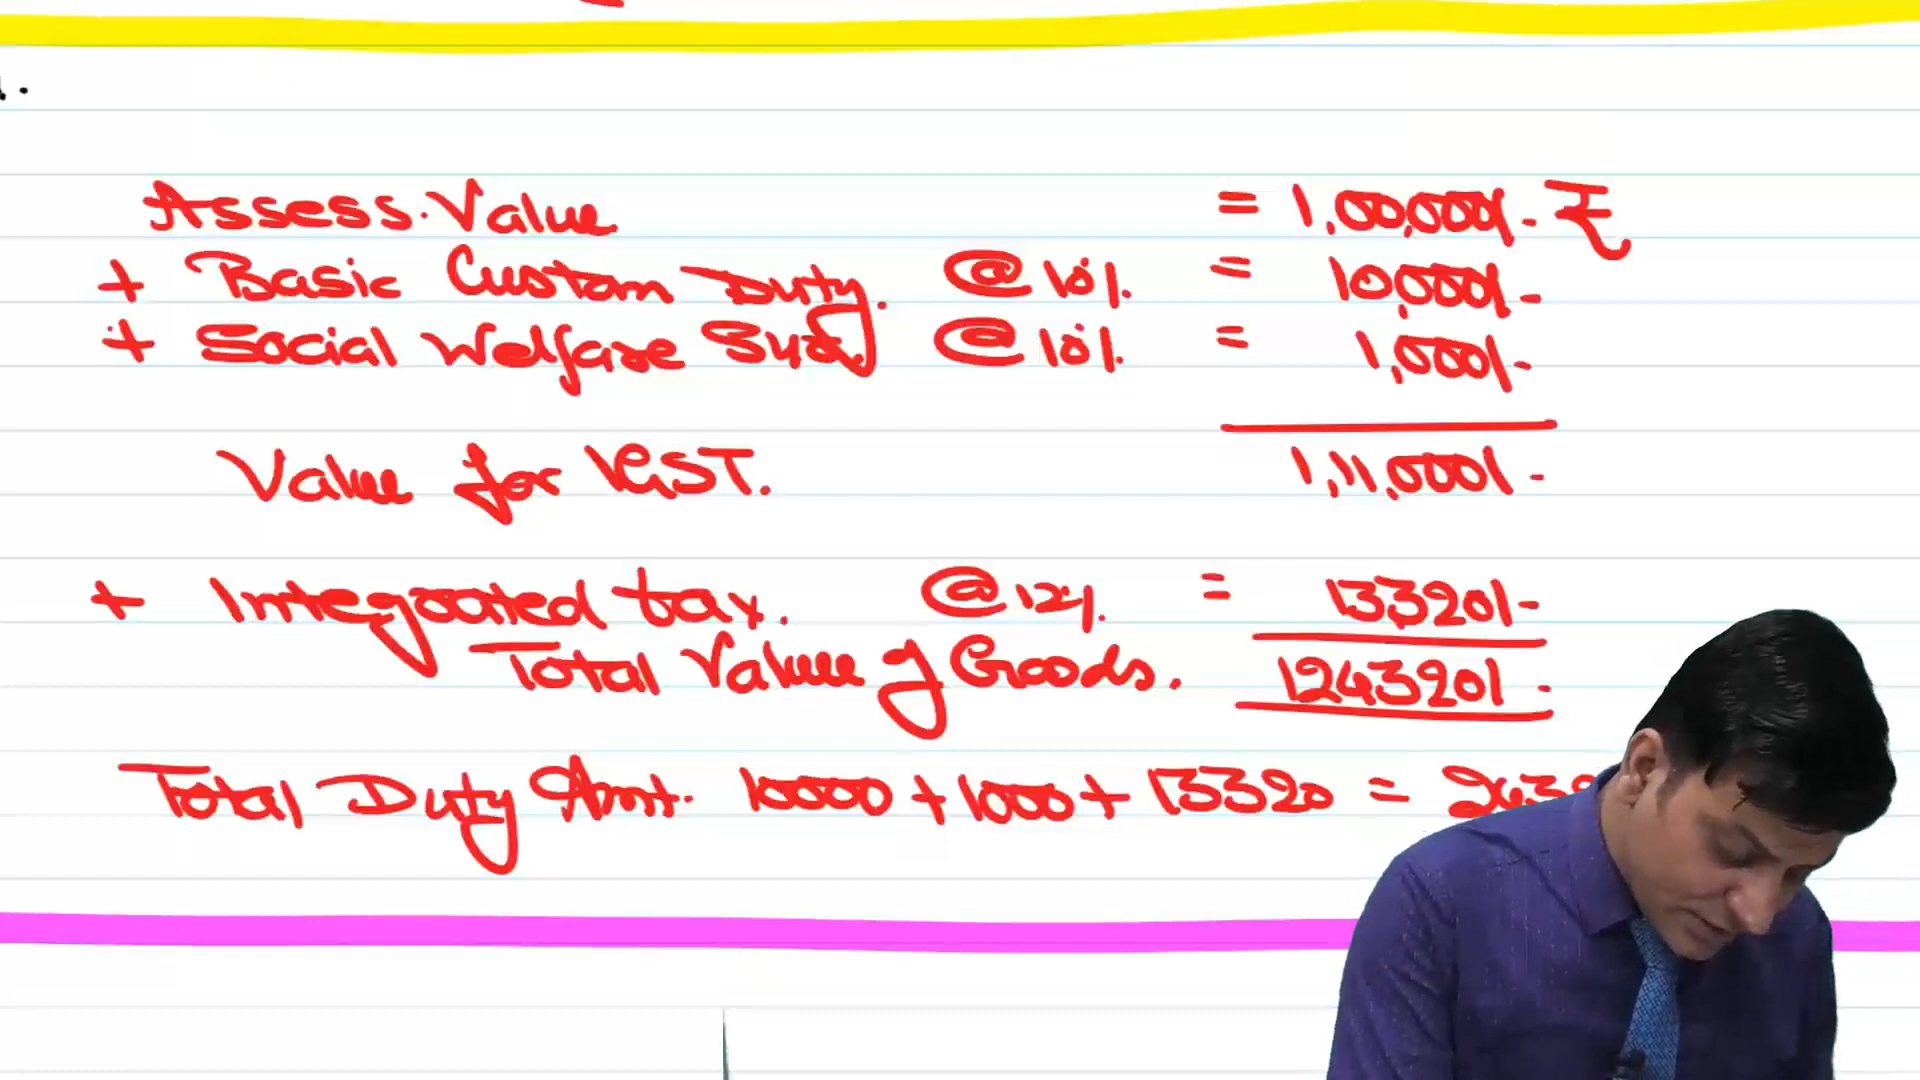 Assess. Value = 1,00,000/- ₹
+ Basic Custom Duty. @ 10%. = 10,000/-
+ Social Welfare Sur @ 10%. = 1,000/-
Value for IGST. 1,11,000/-
+ Integrated tax. @ 12%. = 13320/-
Total Value of Goods. 124320/-
Total Duty Amt. 10000 + 1000 + 13320 =